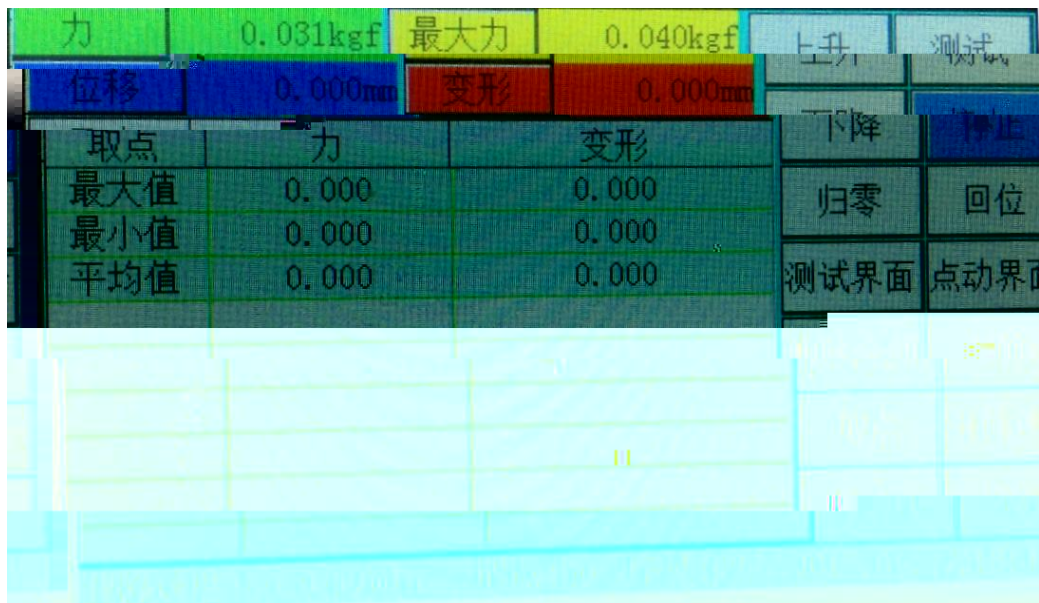 力 0.031kgf 最大力 0.040kgf 上升 测试
位移 0.000mm 变形 0.000mm
下降 停止
取点 力 变形
最大值 0.000 0.000 归零 回位
最小值 0.000 0.000
平均值 0.000 0.000 测试界面 点动界面